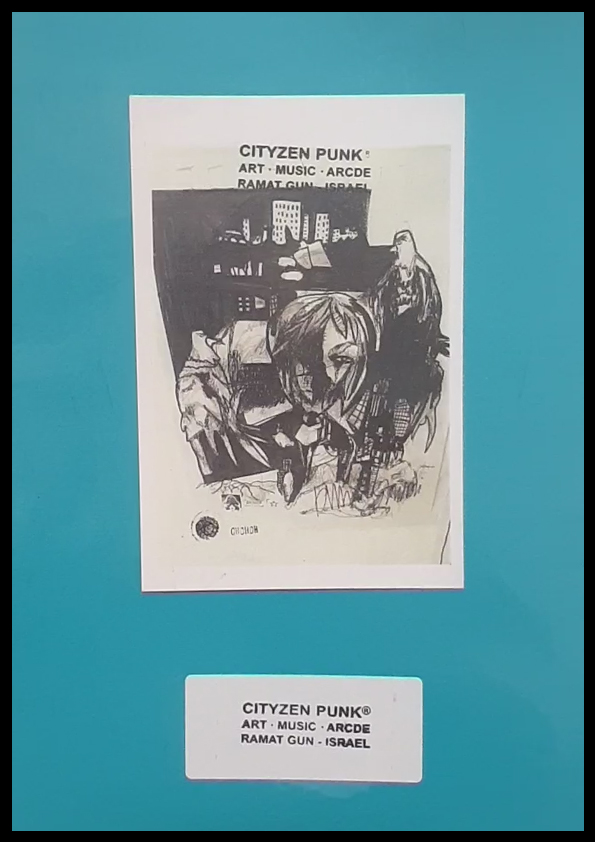 CITYZEN PUNK®
ART · MUSIC · ARCDE
RAMAT GUN - ISRAEL
CITYZEN PUNK®
ART · MUSIC · ARCDE
RAMAT GUN - ISRAEL